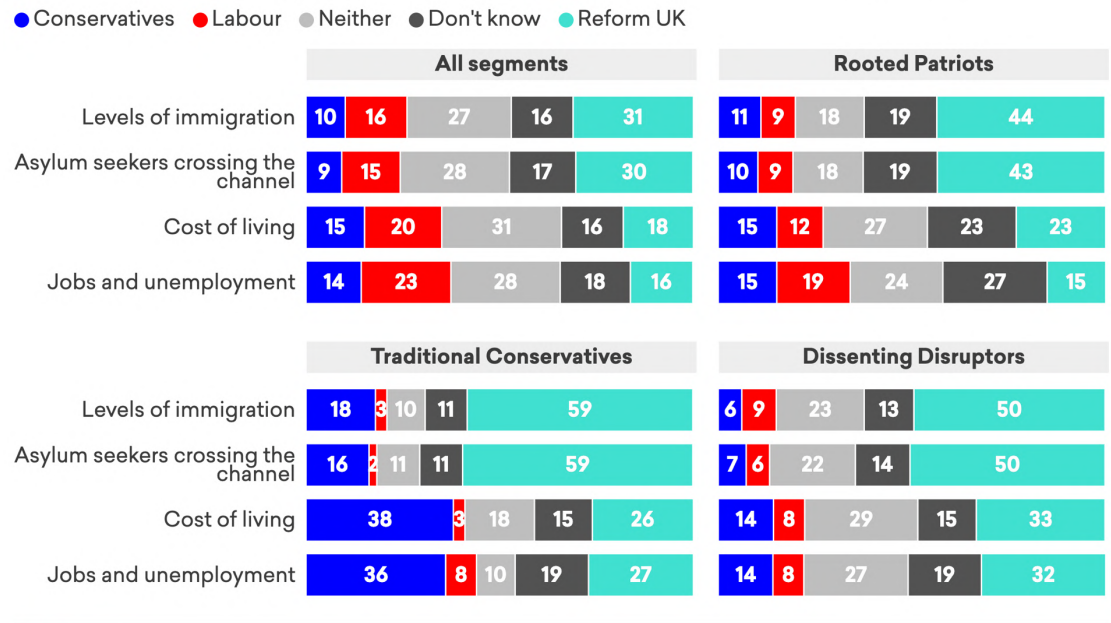 Conservatives Labour Neither Don't know Reform UK
All segments
Levels of immigration 10 16 27 16 31
Asylum seekers crossing the
channel 9 15 28 17 30
Cost of living 15 20 31 16 18
Jobs and unemployment 14 23 28 18 16
Rooted Patriots
11 9 18 19 44
10 9 18 19 43
15 12 27 23 23
15 19 24 27 15
Traditional Conservatives
Levels of immigration 18 3 10 11 59
Asylum seekers crossing the
channel 16 2 11 11 59
Cost of living 38 3 18 15 26
Jobs and unemployment 36 8 10 19 27
Dissenting Disruptors
6 9 23 13 50
7 6 22 14 50
14 8 29 15 33
14 8 27 19 32